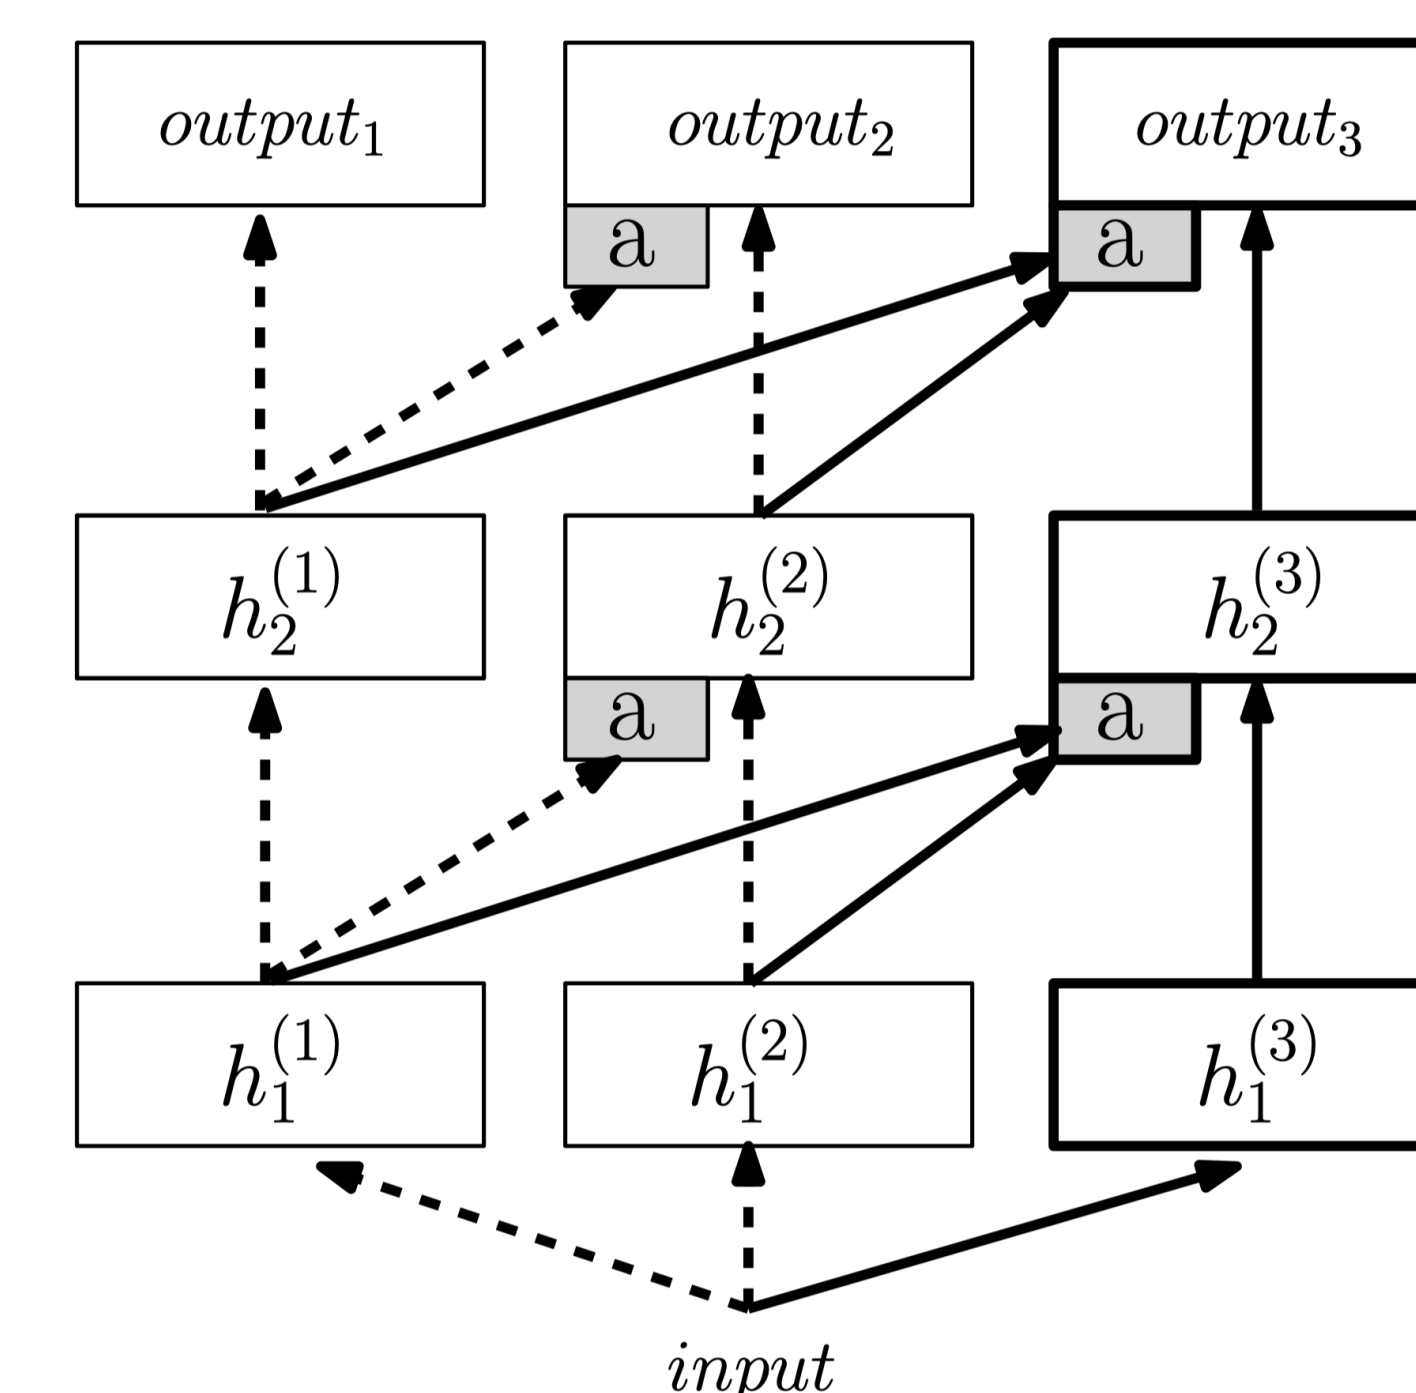 output₁ output₂ output₃
a a
h₂⁽¹⁾ h₂⁽²⁾ h₂⁽³⁾
a a
h₁⁽¹⁾ h₁⁽²⁾ h₁⁽³⁾
input